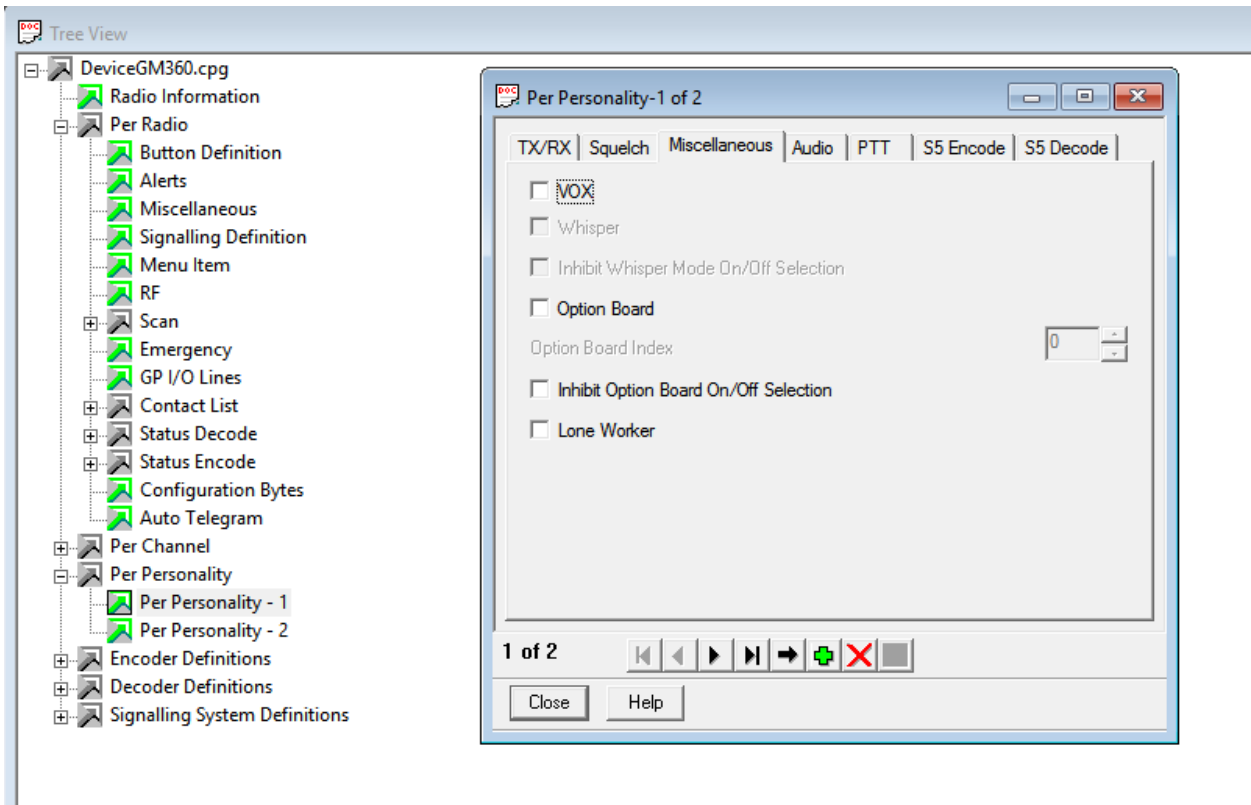 Tree View
DeviceGM360.cpg
Radio Information
Per Radio
Button Definition
Alerts
Miscellaneous
Signalling Definition
Menu Item
RF
Scan
Emergency
GP I/O Lines
Contact List
Status Decode
Status Encode
Configuration Bytes
Auto Telegram
Per Channel
Per Personality
Per Personality - 1
Per Personality - 2
Encoder Definitions
Decoder Definitions
Signalling System Definitions
Per Personality-1 of 2
TX/RX Squelch Miscellaneous Audio PTT S5 Encode S5 Decode
VOX
Whisper
Inhibit Whisper Mode On/Off Selection
Option Board
Option Board Index 0
Inhibit Option Board On/Off Selection
Lone Worker
1 of 2
Close Help